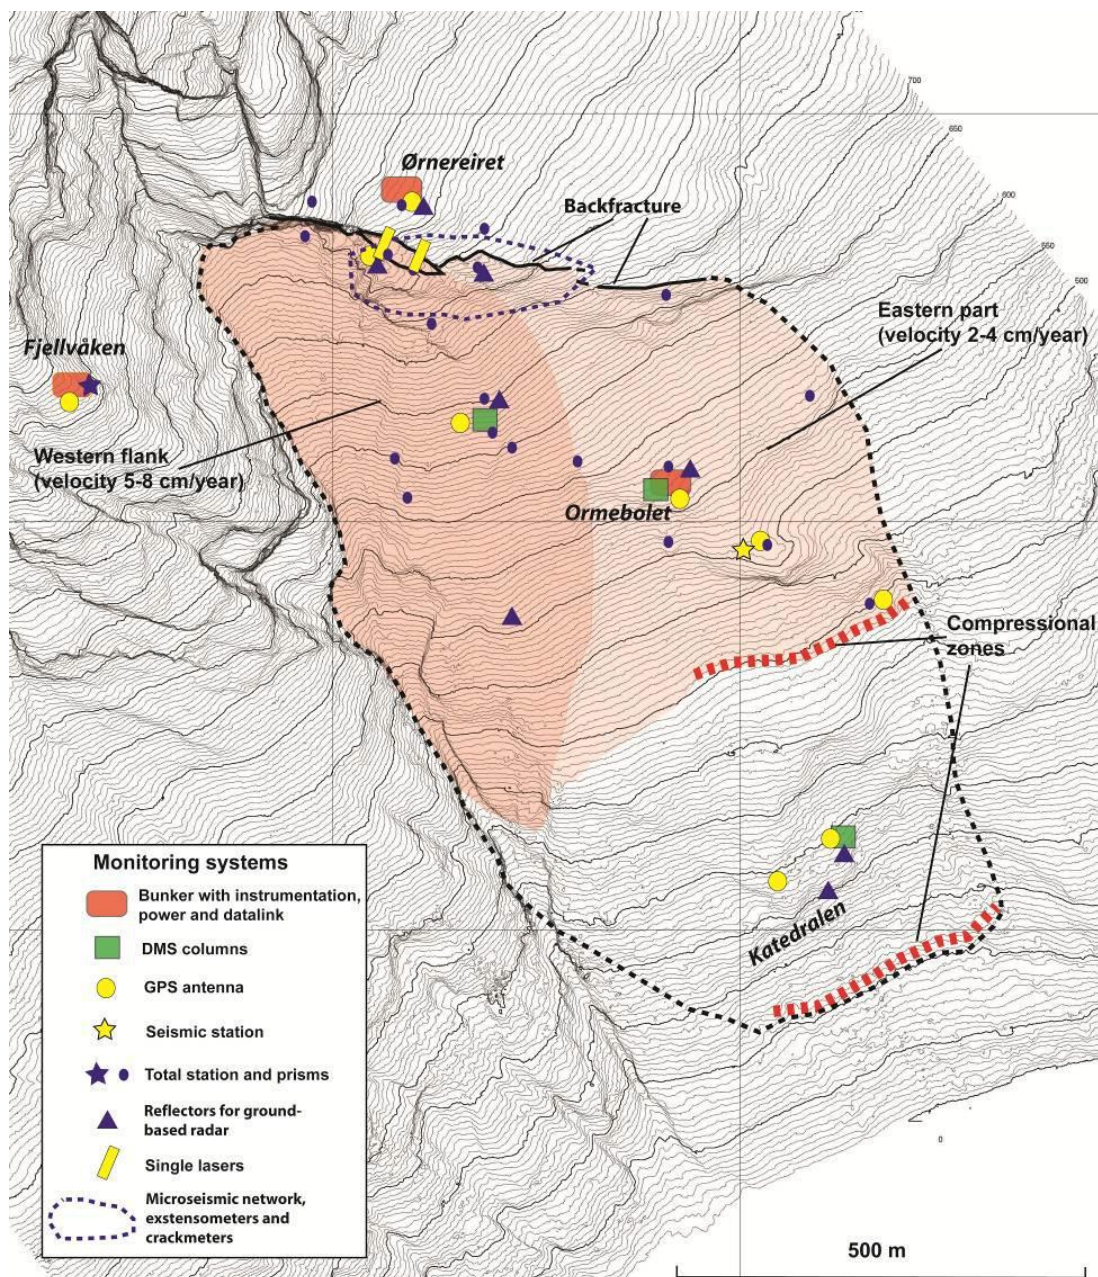 700
650
600
550
500
Ørnereiret
Backfracture
Eastern part
(velocity 2-4 cm/year)
Fjellvåken
Western flank
(velocity 5-8 cm/year)
Ormebolet
Compressional
zones
Katedralen
0
Monitoring systems
Bunker with instrumentation,
power and datalink
DMS columns
GPS antenna
Seismic station
Total station and prisms
Reflectors for ground-
based radar
Single lasers
Microseismic network,
exstensometers and
crackmeters
500 m